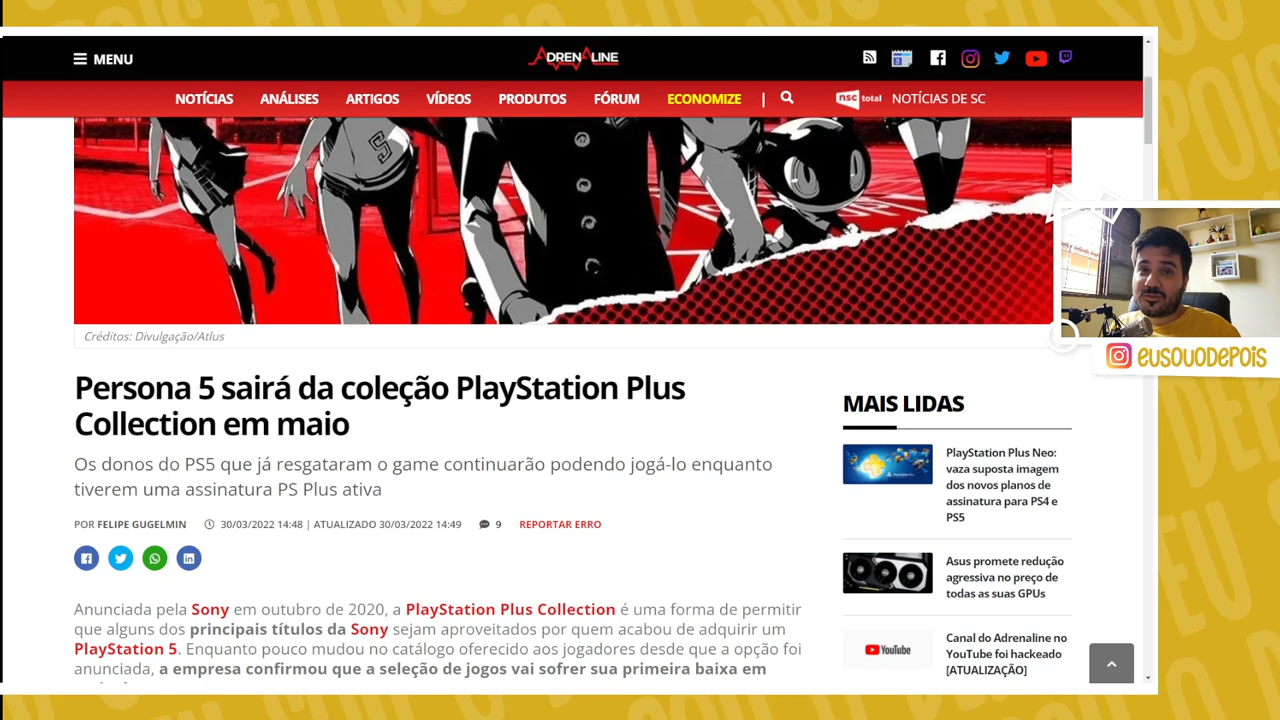 MENU
ADRENALINE
NOTÍCIAS
ANÁLISES
ARTIGOS
VÍDEOS
PRODUTOS
FÓRUM
ECONOMIZE
|
nsc total
NOTÍCIAS DE SC
S
Créditos: Divulgação/Atlus
Persona 5 sairá da coleção PlayStation Plus
Collection em maio
Os donos do PS5 que já resgataram o game continuarão podendo jogá-lo enquanto
tiverem uma assinatura PS Plus ativa
POR FELIPE GUGELMIN
30/03/2022 14:48 | ATUALIZADO 30/03/2022 14:49
9
REPORTAR ERRO
Anunciada pela Sony em outubro de 2020, a PlayStation Plus Collection é uma forma de permitir
que alguns dos principais títulos da Sony sejam aproveitados por quem acabou de adquirir um
PlayStation 5. Enquanto pouco mudou no catálogo oferecido aos jogadores desde que a opção foi
anunciada, a empresa confirmou que a seleção de jogos vai sofrer sua primeira baixa em
eusouodepois
MAIS LIDAS
PlayStation Plus Neo:
vaza suposta imagem
dos novos planos de
assinatura para PS4 e
PS5
Asus promete redução
agressiva no preço de
todas as suas GPUs
YouTube
Canal do Adrenaline no
YouTube foi hackeado
[ATUALIZAÇÃO]